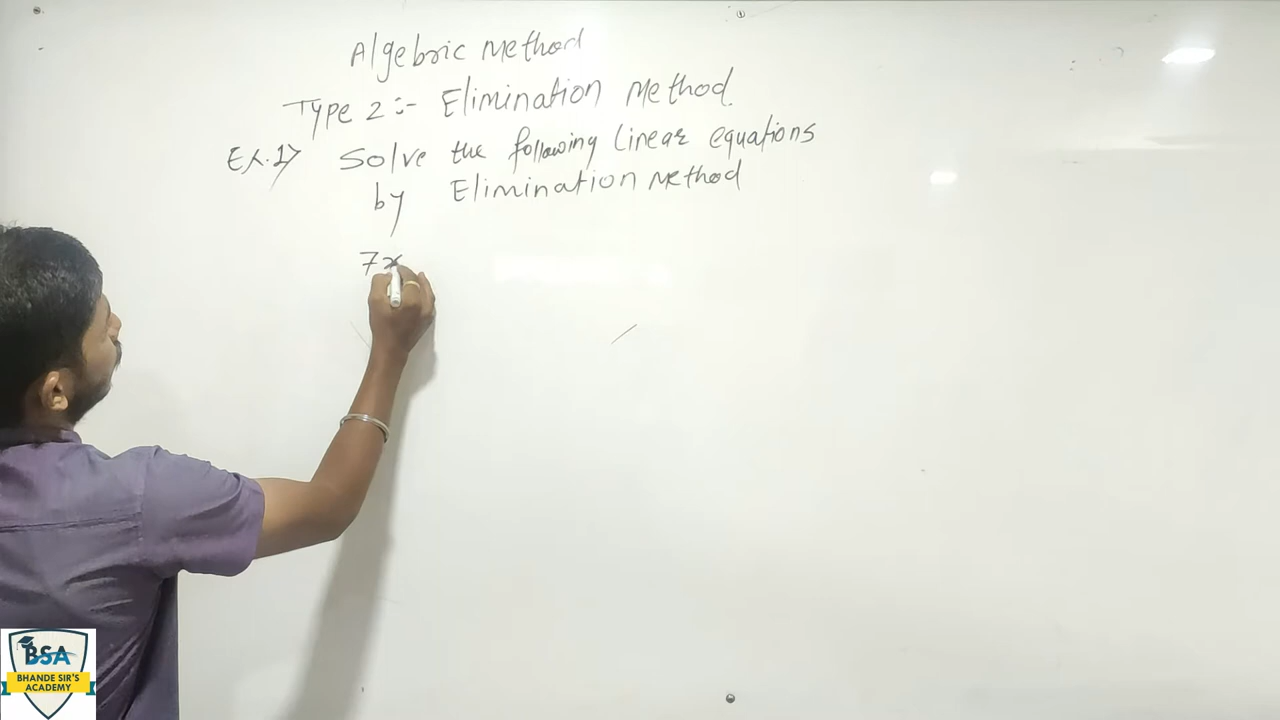 Algebric Method
Type 2:- Elimination Method
Ex.1> Solve the following linear equations
by Elimination Method
7x
BSA
BHANDE SIR'S
ACADEMY